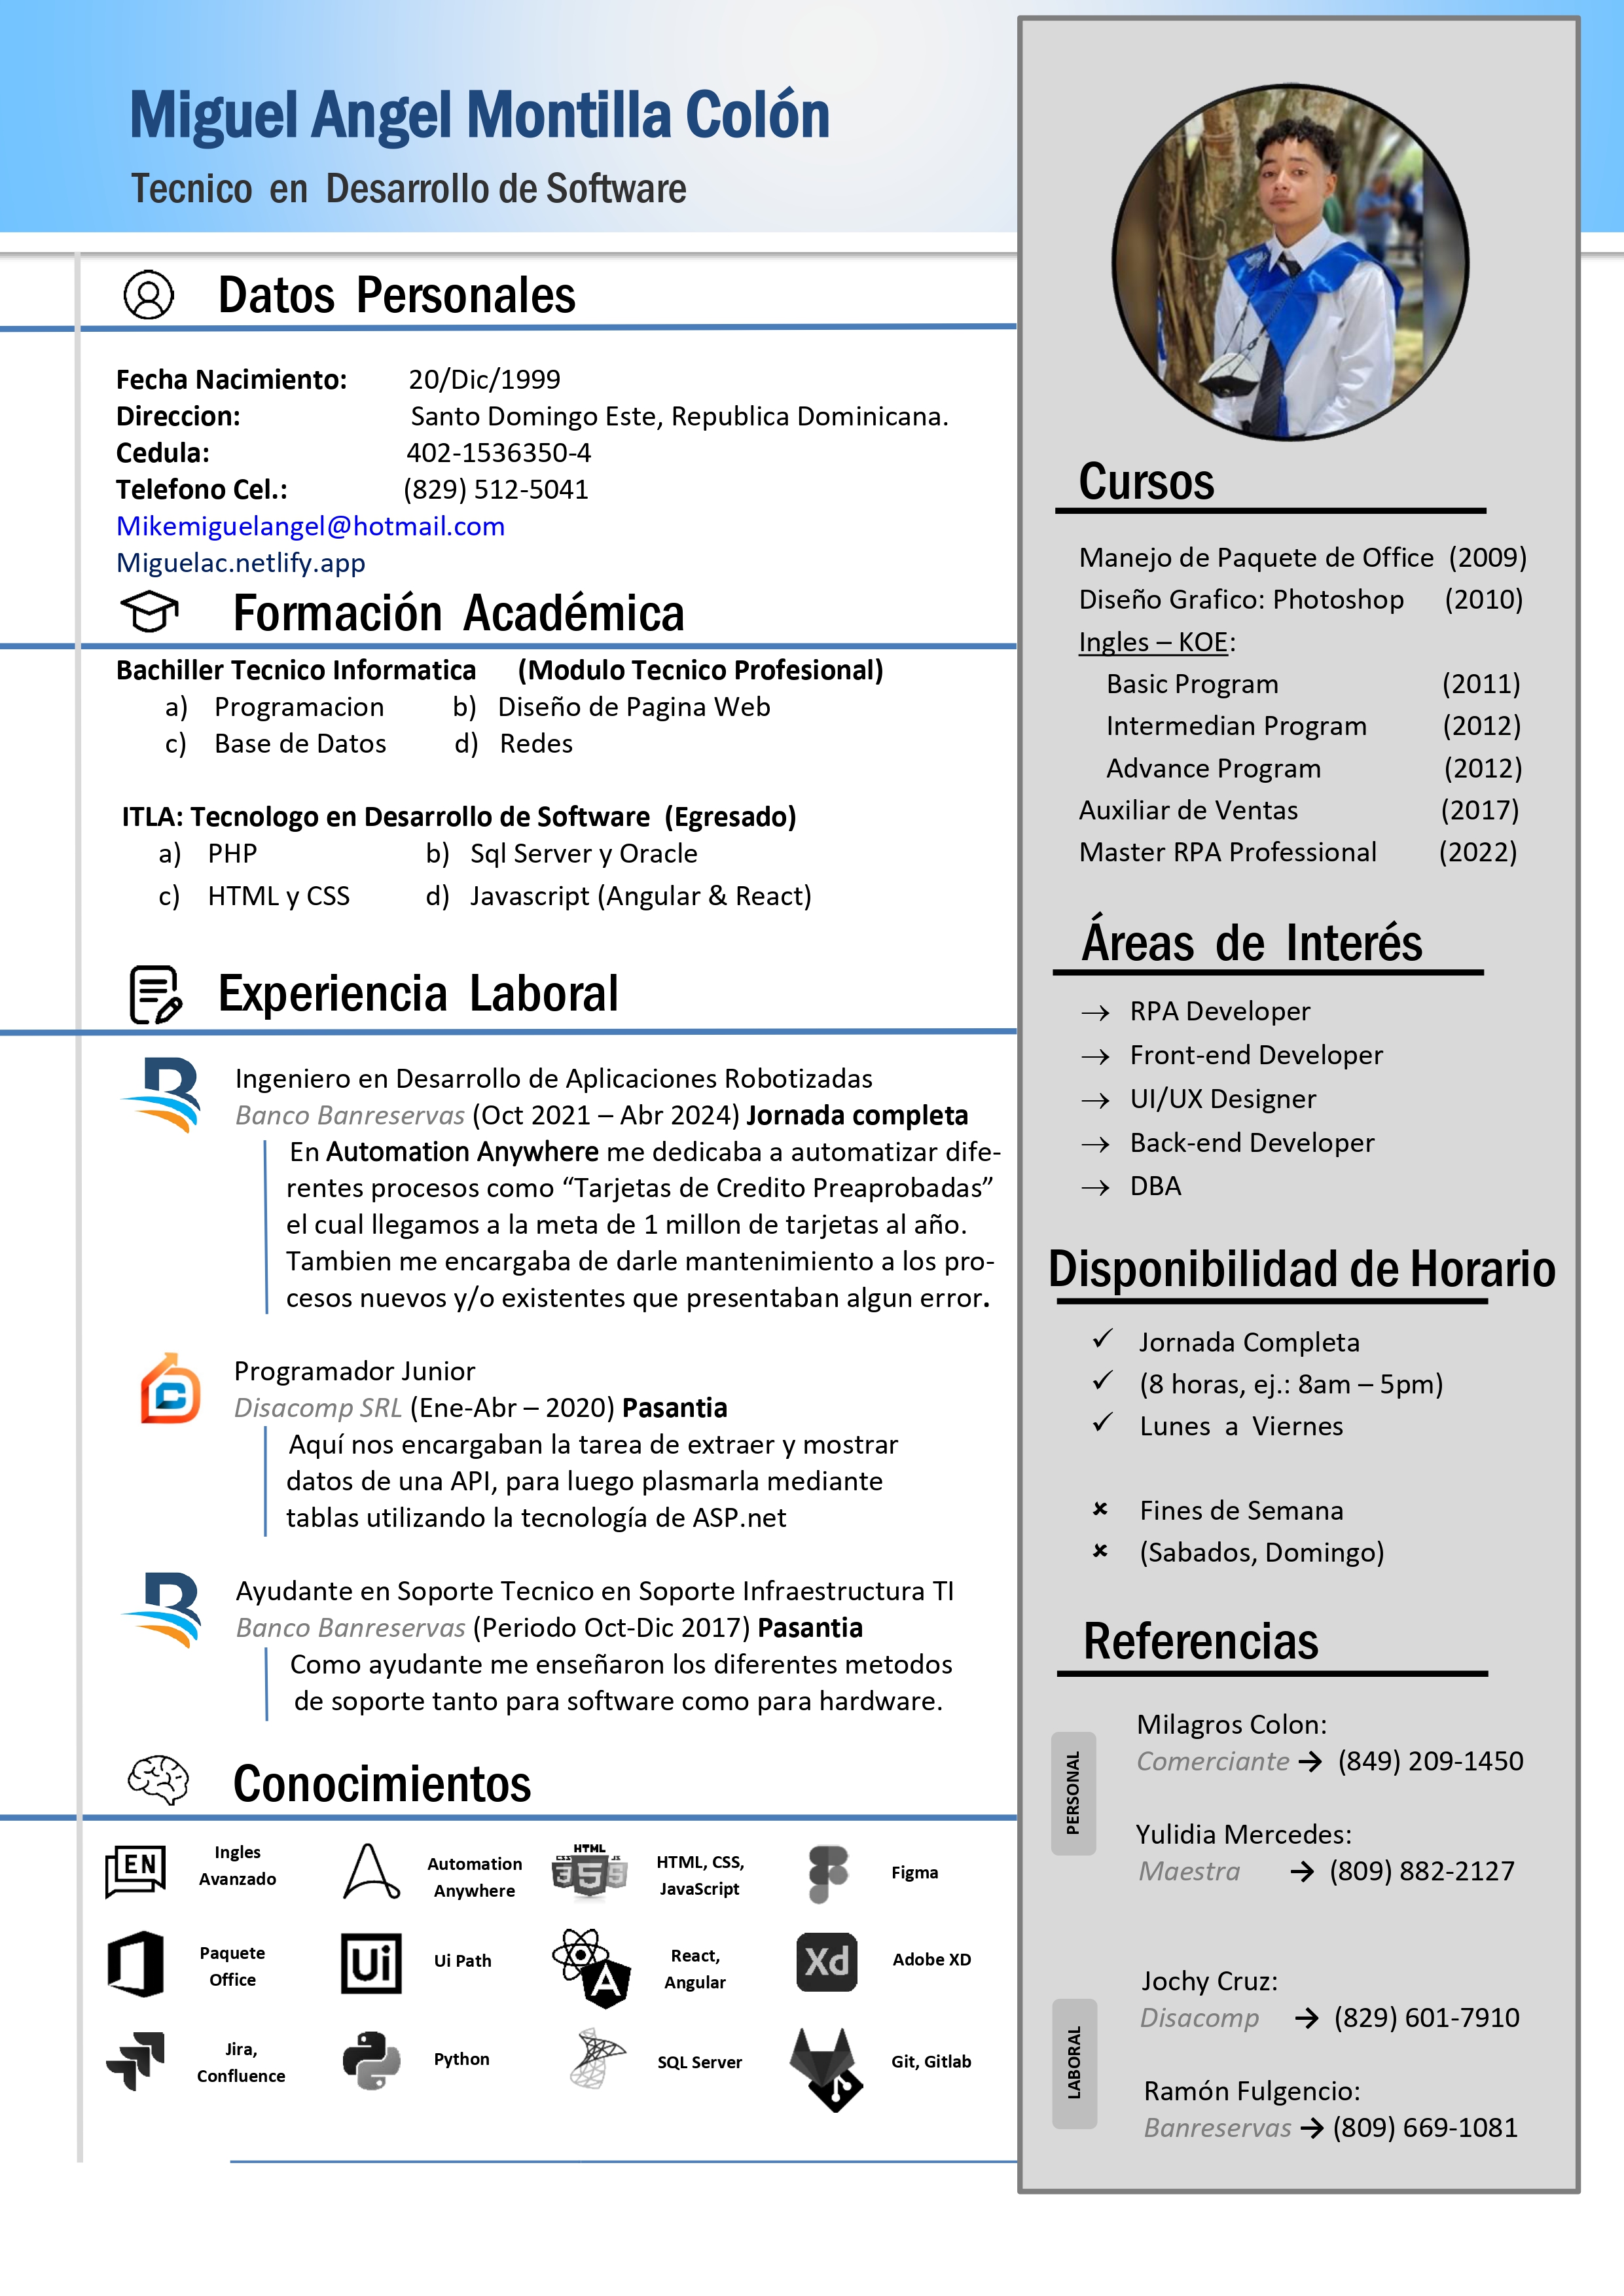 Miguel Angel Montilla Colón
Tecnico en Desarrollo de Software
Datos Personales
Fecha Nacimiento: 20/Dic/1999
Direccion: Santo Domingo Este, Republica Dominicana.
Cedula: 402-1536350-4
Telefono Cel.: (829) 512-5041
Mikemiguelangel@hotmail.com
Miguelac.netlify.app
Formación Académica
Bachiller Tecnico Informatica (Modulo Tecnico Profesional)
a) Programacion b) Diseño de Pagina Web
c) Base de Datos d) Redes
ITLA: Tecnologo en Desarrollo de Software (Egresado)
a) PHP b) Sql Server y Oracle
c) HTML y CSS d) Javascript (Angular & React)
Experiencia Laboral
Ingeniero en Desarrollo de Aplicaciones Robotizadas
Banco Banreservas (Oct 2021 – Abr 2024) Jornada completa
En Automation Anywhere me dedicaba a automatizar dife-
rentes procesos como “Tarjetas de Credito Preaprobadas”
el cual llegamos a la meta de 1 millon de tarjetas al año.
Tambien me encargaba de darle mantenimiento a los pro-
cesos nuevos y/o existentes que presentaban algun error.
Programador Junior
Disacomp SRL (Ene-Abr – 2020) Pasantia
Aquí nos encargaban la tarea de extraer y mostrar
datos de una API, para luego plasmarla mediante
tablas utilizando la tecnología de ASP.net
Ayudante en Soporte Tecnico en Soporte Infraestructura TI
Banco Banreservas (Periodo Oct-Dic 2017) Pasantia
Como ayudante me enseñaron los diferentes metodos
de soporte tanto para software como para hardware.
Conocimientos
EN
Ingles
Avanzado
Automation
Anywhere
HTML
CSS JS
3 5 5
HTML, CSS,
JavaScript
Figma
Paquete
Office
Ui
Ui Path
A
React,
Angular
Xd
Adobe XD
Jira,
Confluence
Python
SQL Server
Git, Gitlab
Cursos
Manejo de Paquete de Office (2009)
Diseño Grafico: Photoshop (2010)
Ingles – KOE:
Basic Program (2011)
Intermedian Program (2012)
Advance Program (2012)
Auxiliar de Ventas (2017)
Master RPA Professional (2022)
Áreas de Interés
→ RPA Developer
→ Front-end Developer
→ UI/UX Designer
→ Back-end Developer
→ DBA
Disponibilidad de Horario
✓ Jornada Completa
✓ (8 horas, ej.: 8am – 5pm)
✓ Lunes a Viernes
× Fines de Semana
× (Sabados, Domingo)
Referencias
PERSONAL
Milagros Colon:
Comerciante → (849) 209-1450
Yulidia Mercedes:
Maestra → (809) 882-2127
LABORAL
Jochy Cruz:
Disacomp → (829) 601-7910
Ramón Fulgencio:
Banreservas → (809) 669-1081